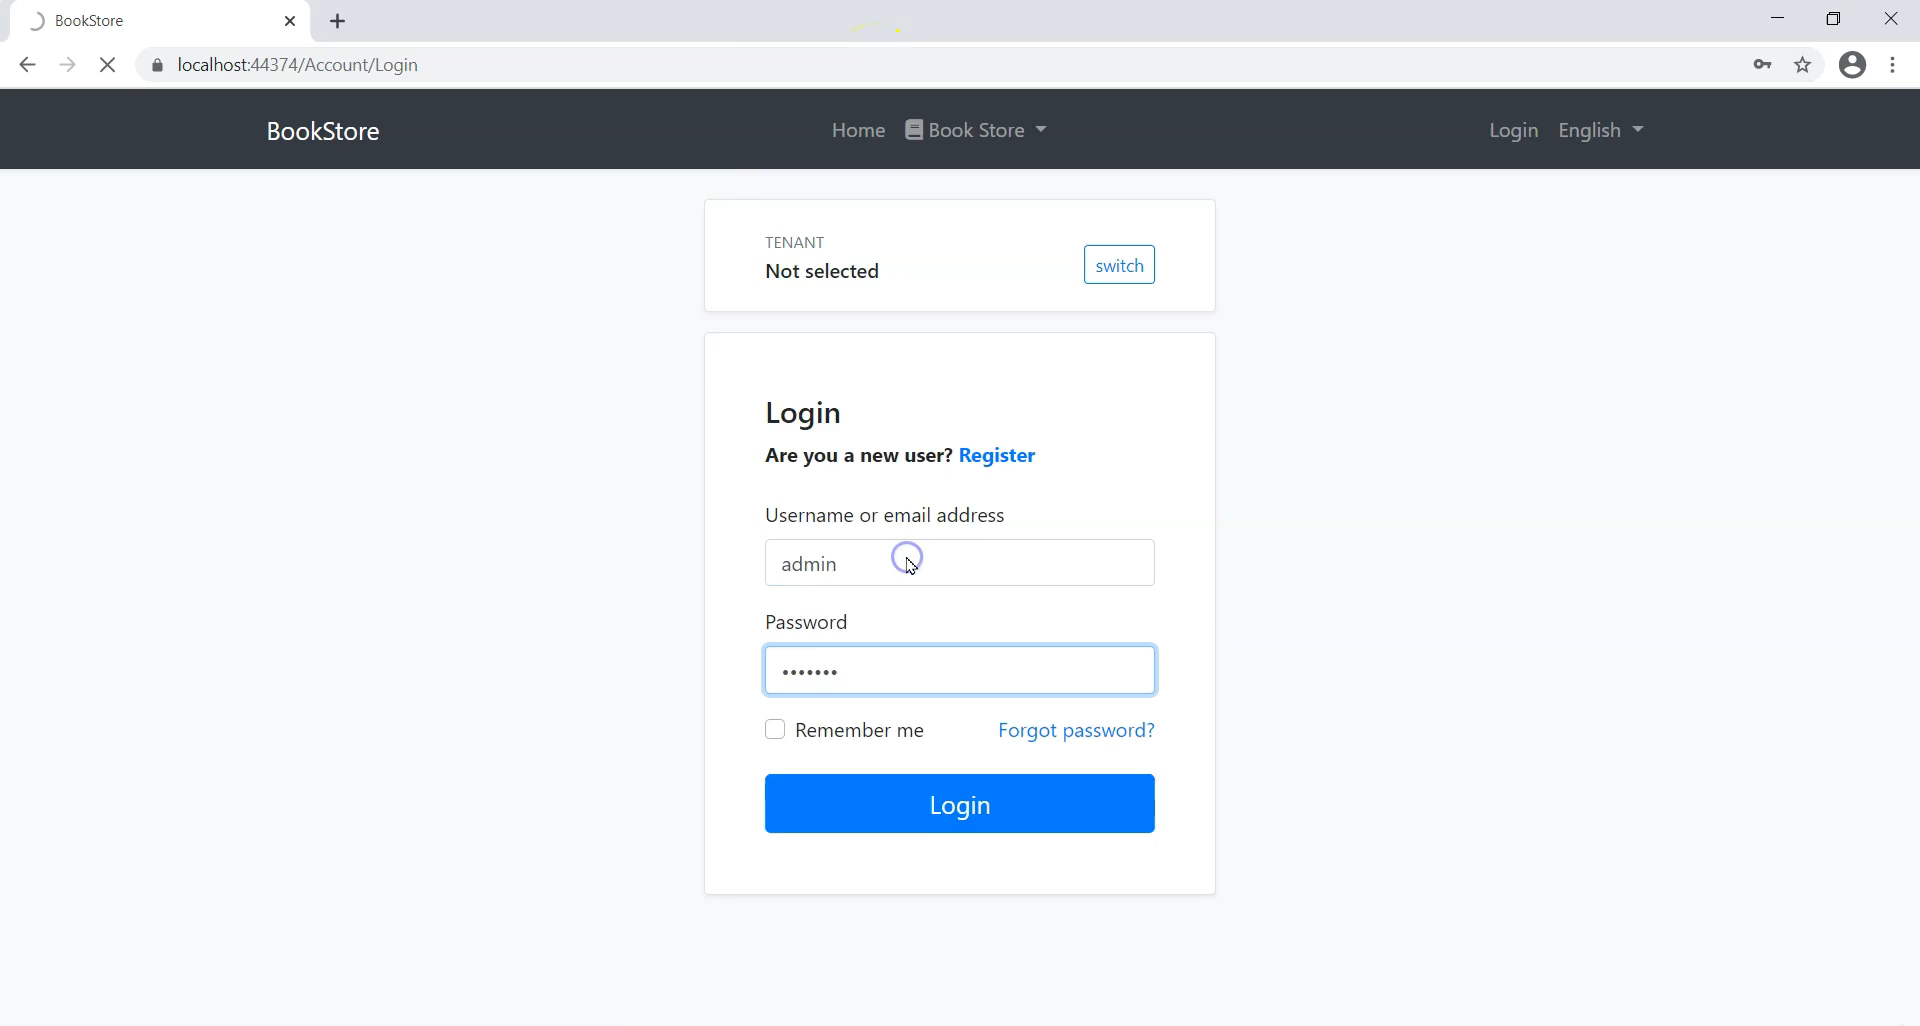 BookStore
localhost:44374/Account/Login
BookStore
Home Book Store
Login English
TENANT
Not selected
switch
Login
Are you a new user? Register
Username or email address
admin
Password
•••••••
Remember me Forgot password?
Login